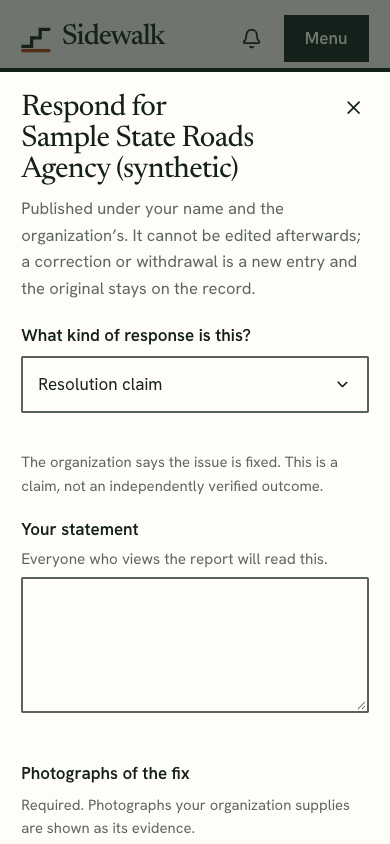 Sidewalk
Menu
Respond for
Sample State Roads
Agency (synthetic)
Published under your name and the
organization’s. It cannot be edited afterwards;
a correction or withdrawal is a new entry and
the original stays on the record.
What kind of response is this?
Resolution claim
The organization says the issue is fixed. This is a
claim, not an independently verified outcome.
Your statement
Everyone who views the report will read this.
Photographs of the fix
Required. Photographs your organization supplies
are shown as its evidence.